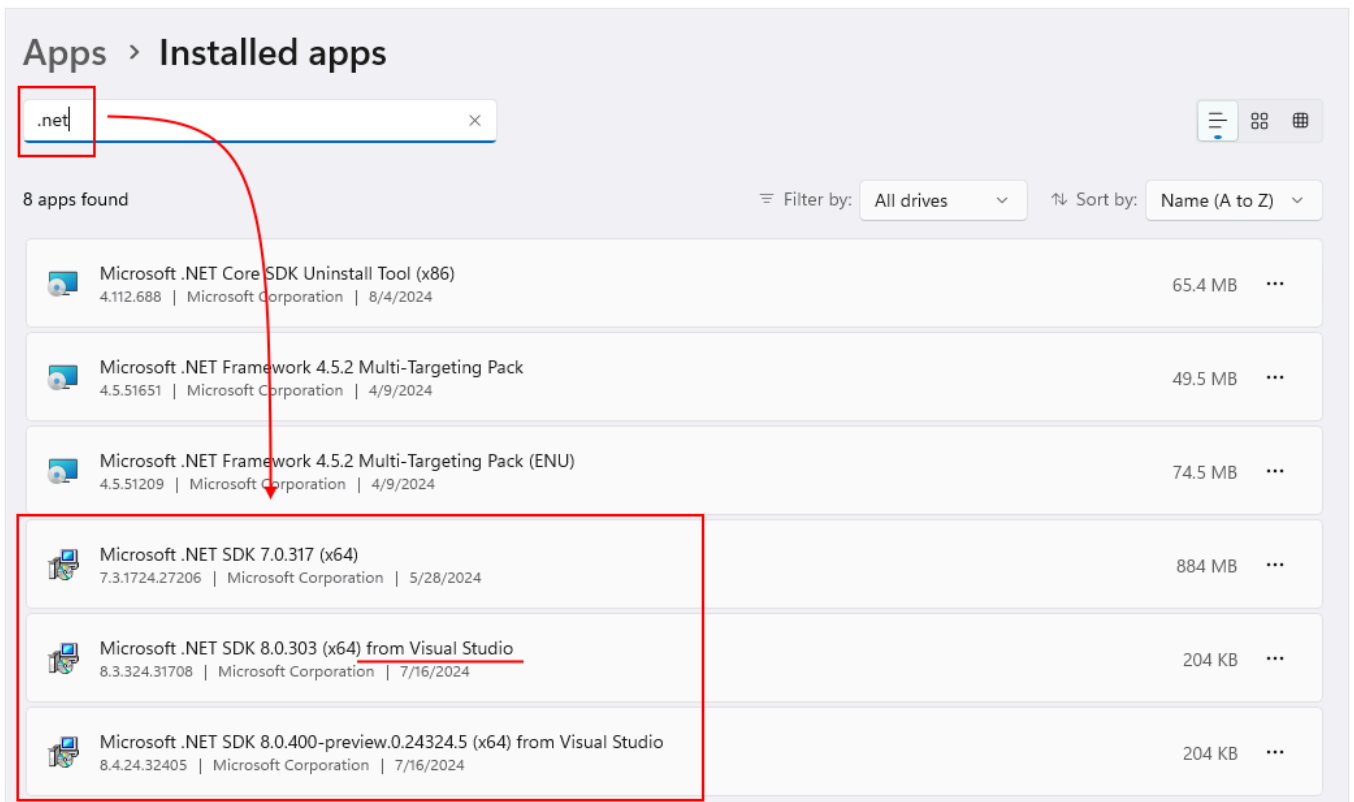 Apps > Installed apps
.net
8 apps found
Filter by: All drives
Sort by: Name (A to Z)
Microsoft .NET Core SDK Uninstall Tool (x86)
4.112.688 | Microsoft Corporation | 8/4/2024
65.4 MB
Microsoft .NET Framework 4.5.2 Multi-Targeting Pack
4.5.51651 | Microsoft Corporation | 4/9/2024
49.5 MB
Microsoft .NET Framework 4.5.2 Multi-Targeting Pack (ENU)
4.5.51209 | Microsoft Corporation | 4/9/2024
74.5 MB
Microsoft .NET SDK 7.0.317 (x64)
7.3.1724.27206 | Microsoft Corporation | 5/28/2024
884 MB
Microsoft .NET SDK 8.0.303 (x64) from Visual Studio
8.3.324.31708 | Microsoft Corporation | 7/16/2024
204 KB
Microsoft .NET SDK 8.0.400-preview.0.24324.5 (x64) from Visual Studio
8.4.24.32405 | Microsoft Corporation | 7/16/2024
204 KB